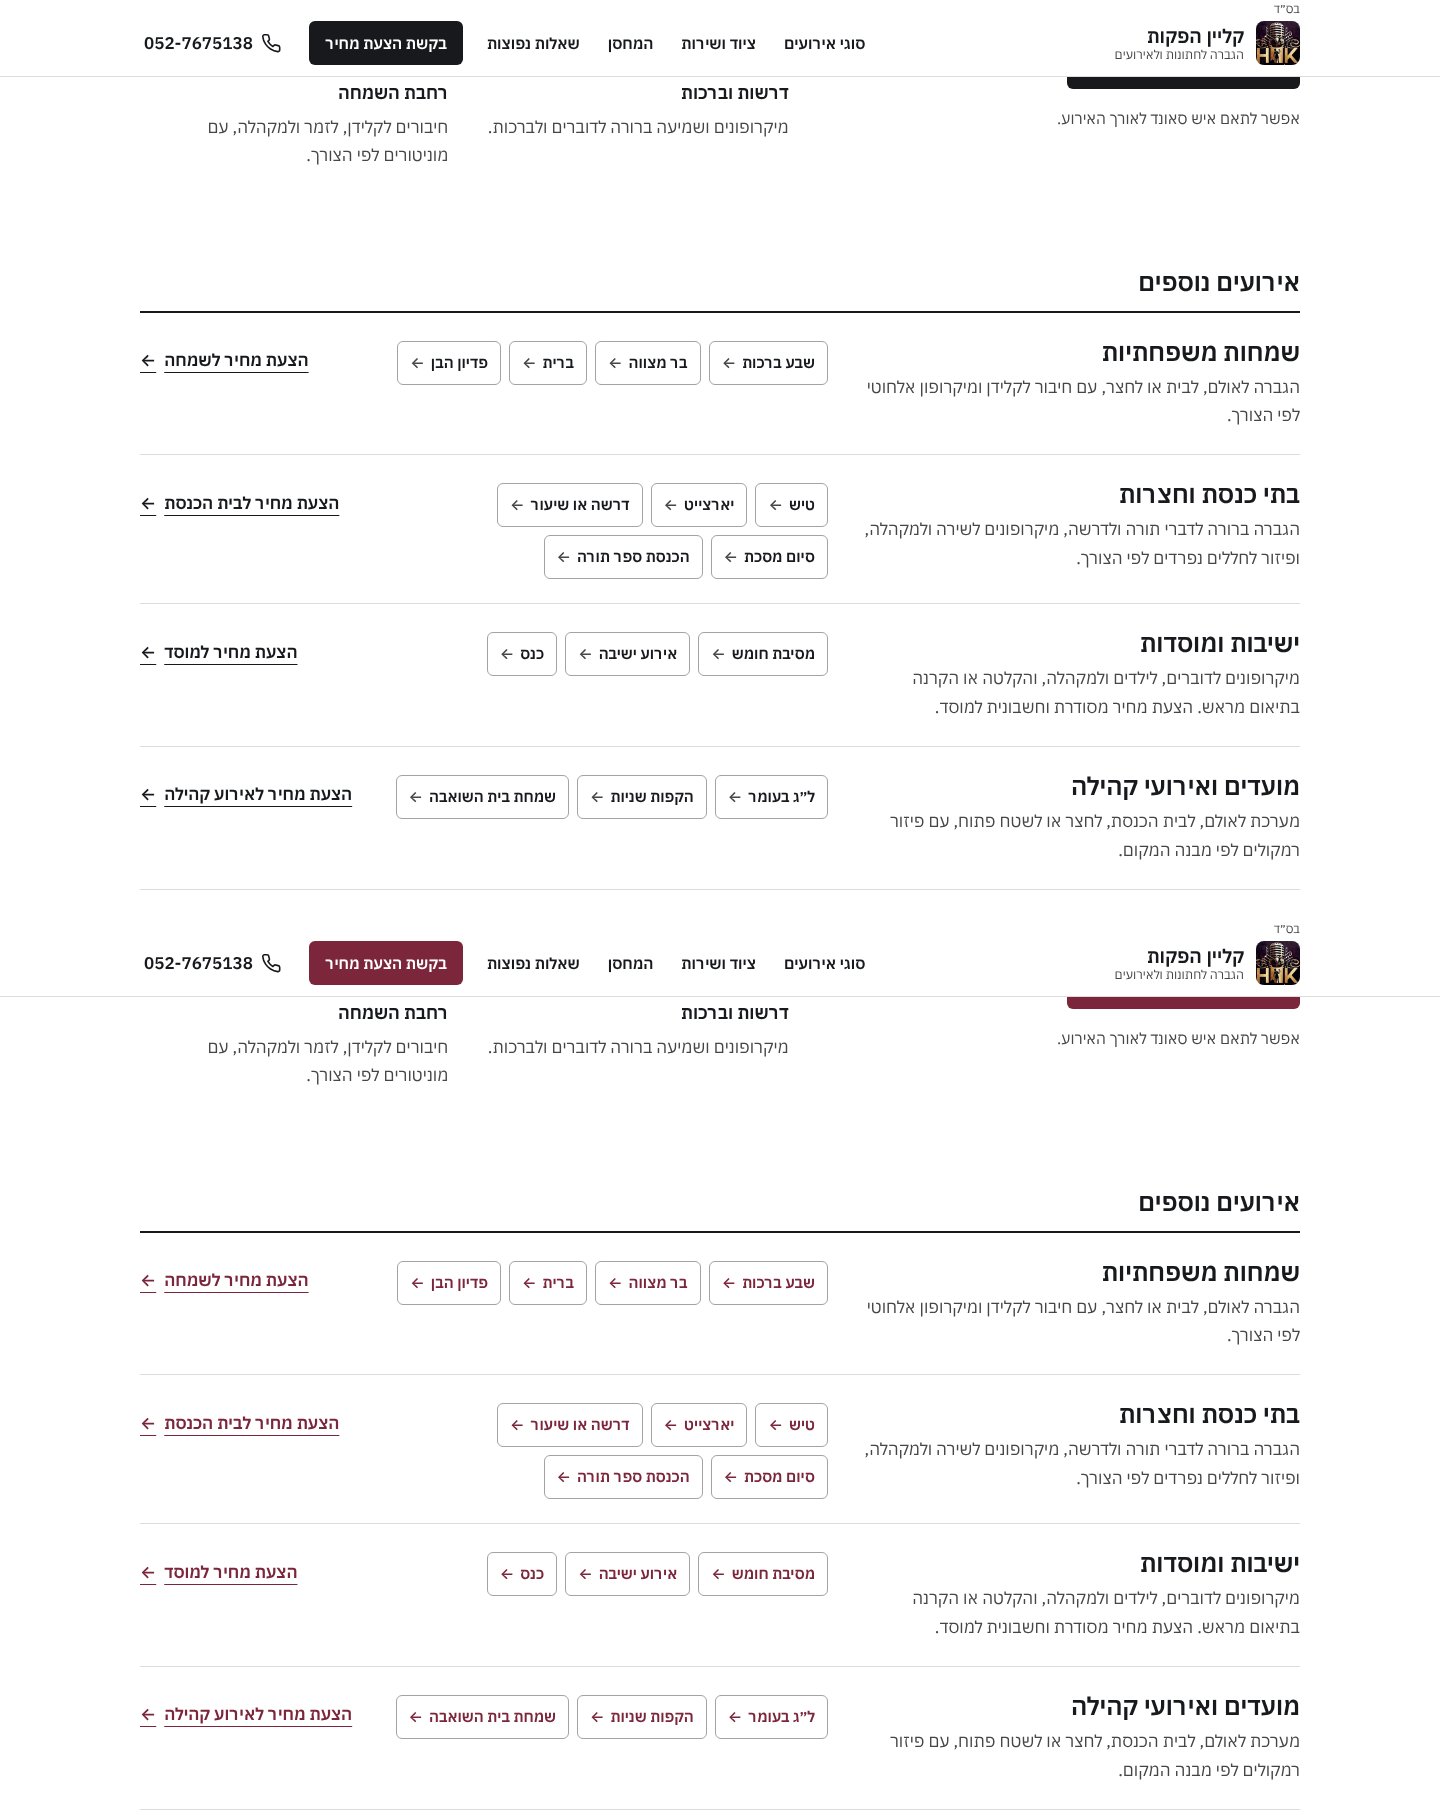 בס״ד
קליין הפקות
הגברה לחתונות ולאירועים
סוגי אירועים
ציוד ושירות
המחסן
שאלות נפוצות
בקשת הצעת מחיר
052-7675138
אפשר לתאם איש סאונד לאורך האירוע.
דרשות וברכות
מיקרופונים ושמיעה ברורה לדוברים ולברכות.
רחבת השמחה
חיבורים לקלידן, לזמר ולמקהלה, עם
מוניטורים לפי הצורך.
אירועים נוספים
שמחות משפחתיות
הגברה לאולם, לבית או לחצר, עם חיבור לקלידן ומיקרופון אלחוטי
לפי הצורך.
שבע ברכות ←
בר מצווה ←
ברית ←
פדיון הבן ←
הצעת מחיר לשמחה ←
בתי כנסת וחצרות
הגברה ברורה לדברי תורה ולדרשה, מיקרופונים לשירה ולמקהלה,
ופיזור לחללים נפרדים לפי הצורך.
טיש ←
יארצייט ←
דרשה או שיעור ←
סיום מסכת ←
הכנסת ספר תורה ←
הצעת מחיר לבית הכנסת ←
ישיבות ומוסדות
מיקרופונים לדוברים, לילדים ולמקהלה, והקלטה או הקרנה
בתיאום מראש. הצעת מחיר מסודרת וחשבונית למוסד.
מסיבת חומש ←
אירוע ישיבה ←
כנס ←
הצעת מחיר למוסד ←
מועדים ואירועי קהילה
מערכת לאולם, לבית הכנסת, לחצר או לשטח פתוח, עם פיזור
רמקולים לפי מבנה המקום.
ל״ג בעומר ←
הקפות שניות ←
שמחת בית השואבה ←
הצעת מחיר לאירוע קהילה ←
בס״ד
קליין הפקות
הגברה לחתונות ולאירועים
סוגי אירועים
ציוד ושירות
המחסן
שאלות נפוצות
בקשת הצעת מחיר
052-7675138
אפשר לתאם איש סאונד לאורך האירוע.
דרשות וברכות
מיקרופונים ושמיעה ברורה לדוברים ולברכות.
רחבת השמחה
חיבורים לקלידן, לזמר ולמקהלה, עם
מוניטורים לפי הצורך.
אירועים נוספים
שמחות משפחתיות
הגברה לאולם, לבית או לחצר, עם חיבור לקלידן ומיקרופון אלחוטי
לפי הצורך.
שבע ברכות ←
בר מצווה ←
ברית ←
פדיון הבן ←
הצעת מחיר לשמחה ←
בתי כנסת וחצרות
הגברה ברורה לדברי תורה ולדרשה, מיקרופונים לשירה ולמקהלה,
ופיזור לחללים נפרדים לפי הצורך.
טיש ←
יארצייט ←
דרשה או שיעור ←
סיום מסכת ←
הכנסת ספר תורה ←
הצעת מחיר לבית הכנסת ←
ישיבות ומוסדות
מיקרופונים לדוברים, לילדים ולמקהלה, והקלטה או הקרנה
בתיאום מראש. הצעת מחיר מסודרת וחשבונית למוסד.
מסיבת חומש ←
אירוע ישיבה ←
כנס ←
הצעת מחיר למוסד ←
מועדים ואירועי קהילה
מערכת לאולם, לבית הכנסת, לחצר או לשטח פתוח, עם פיזור
רמקולים לפי מבנה המקום.
ל״ג בעומר ←
הקפות שניות ←
שמחת בית השואבה ←
הצעת מחיר לאירוע קהילה ←